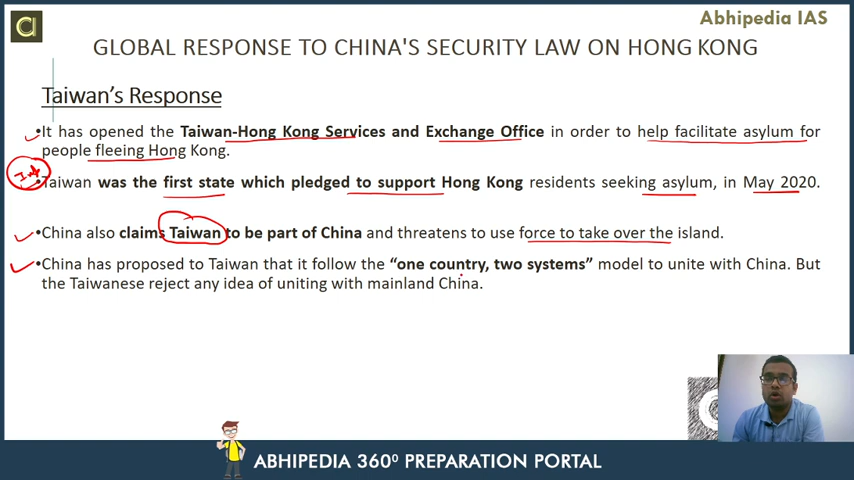 Abhipedia IAS
GLOBAL RESPONSE TO CHINA'S SECURITY LAW ON HONG KONG
Taiwan's Response
•It has opened the Taiwan-Hong Kong Services and Exchange Office in order to help facilitate asylum for
people fleeing Hong Kong.
Imp
•Taiwan was the first state which pledged to support Hong Kong residents seeking asylum, in May 2020.
•China also claims Taiwan to be part of China and threatens to use force to take over the island.
•China has proposed to Taiwan that it follow the “one country, two systems” model to unite with China. But
the Taiwanese reject any idea of uniting with mainland China.
ABHIPEDIA 360⁰ PREPARATION PORTAL